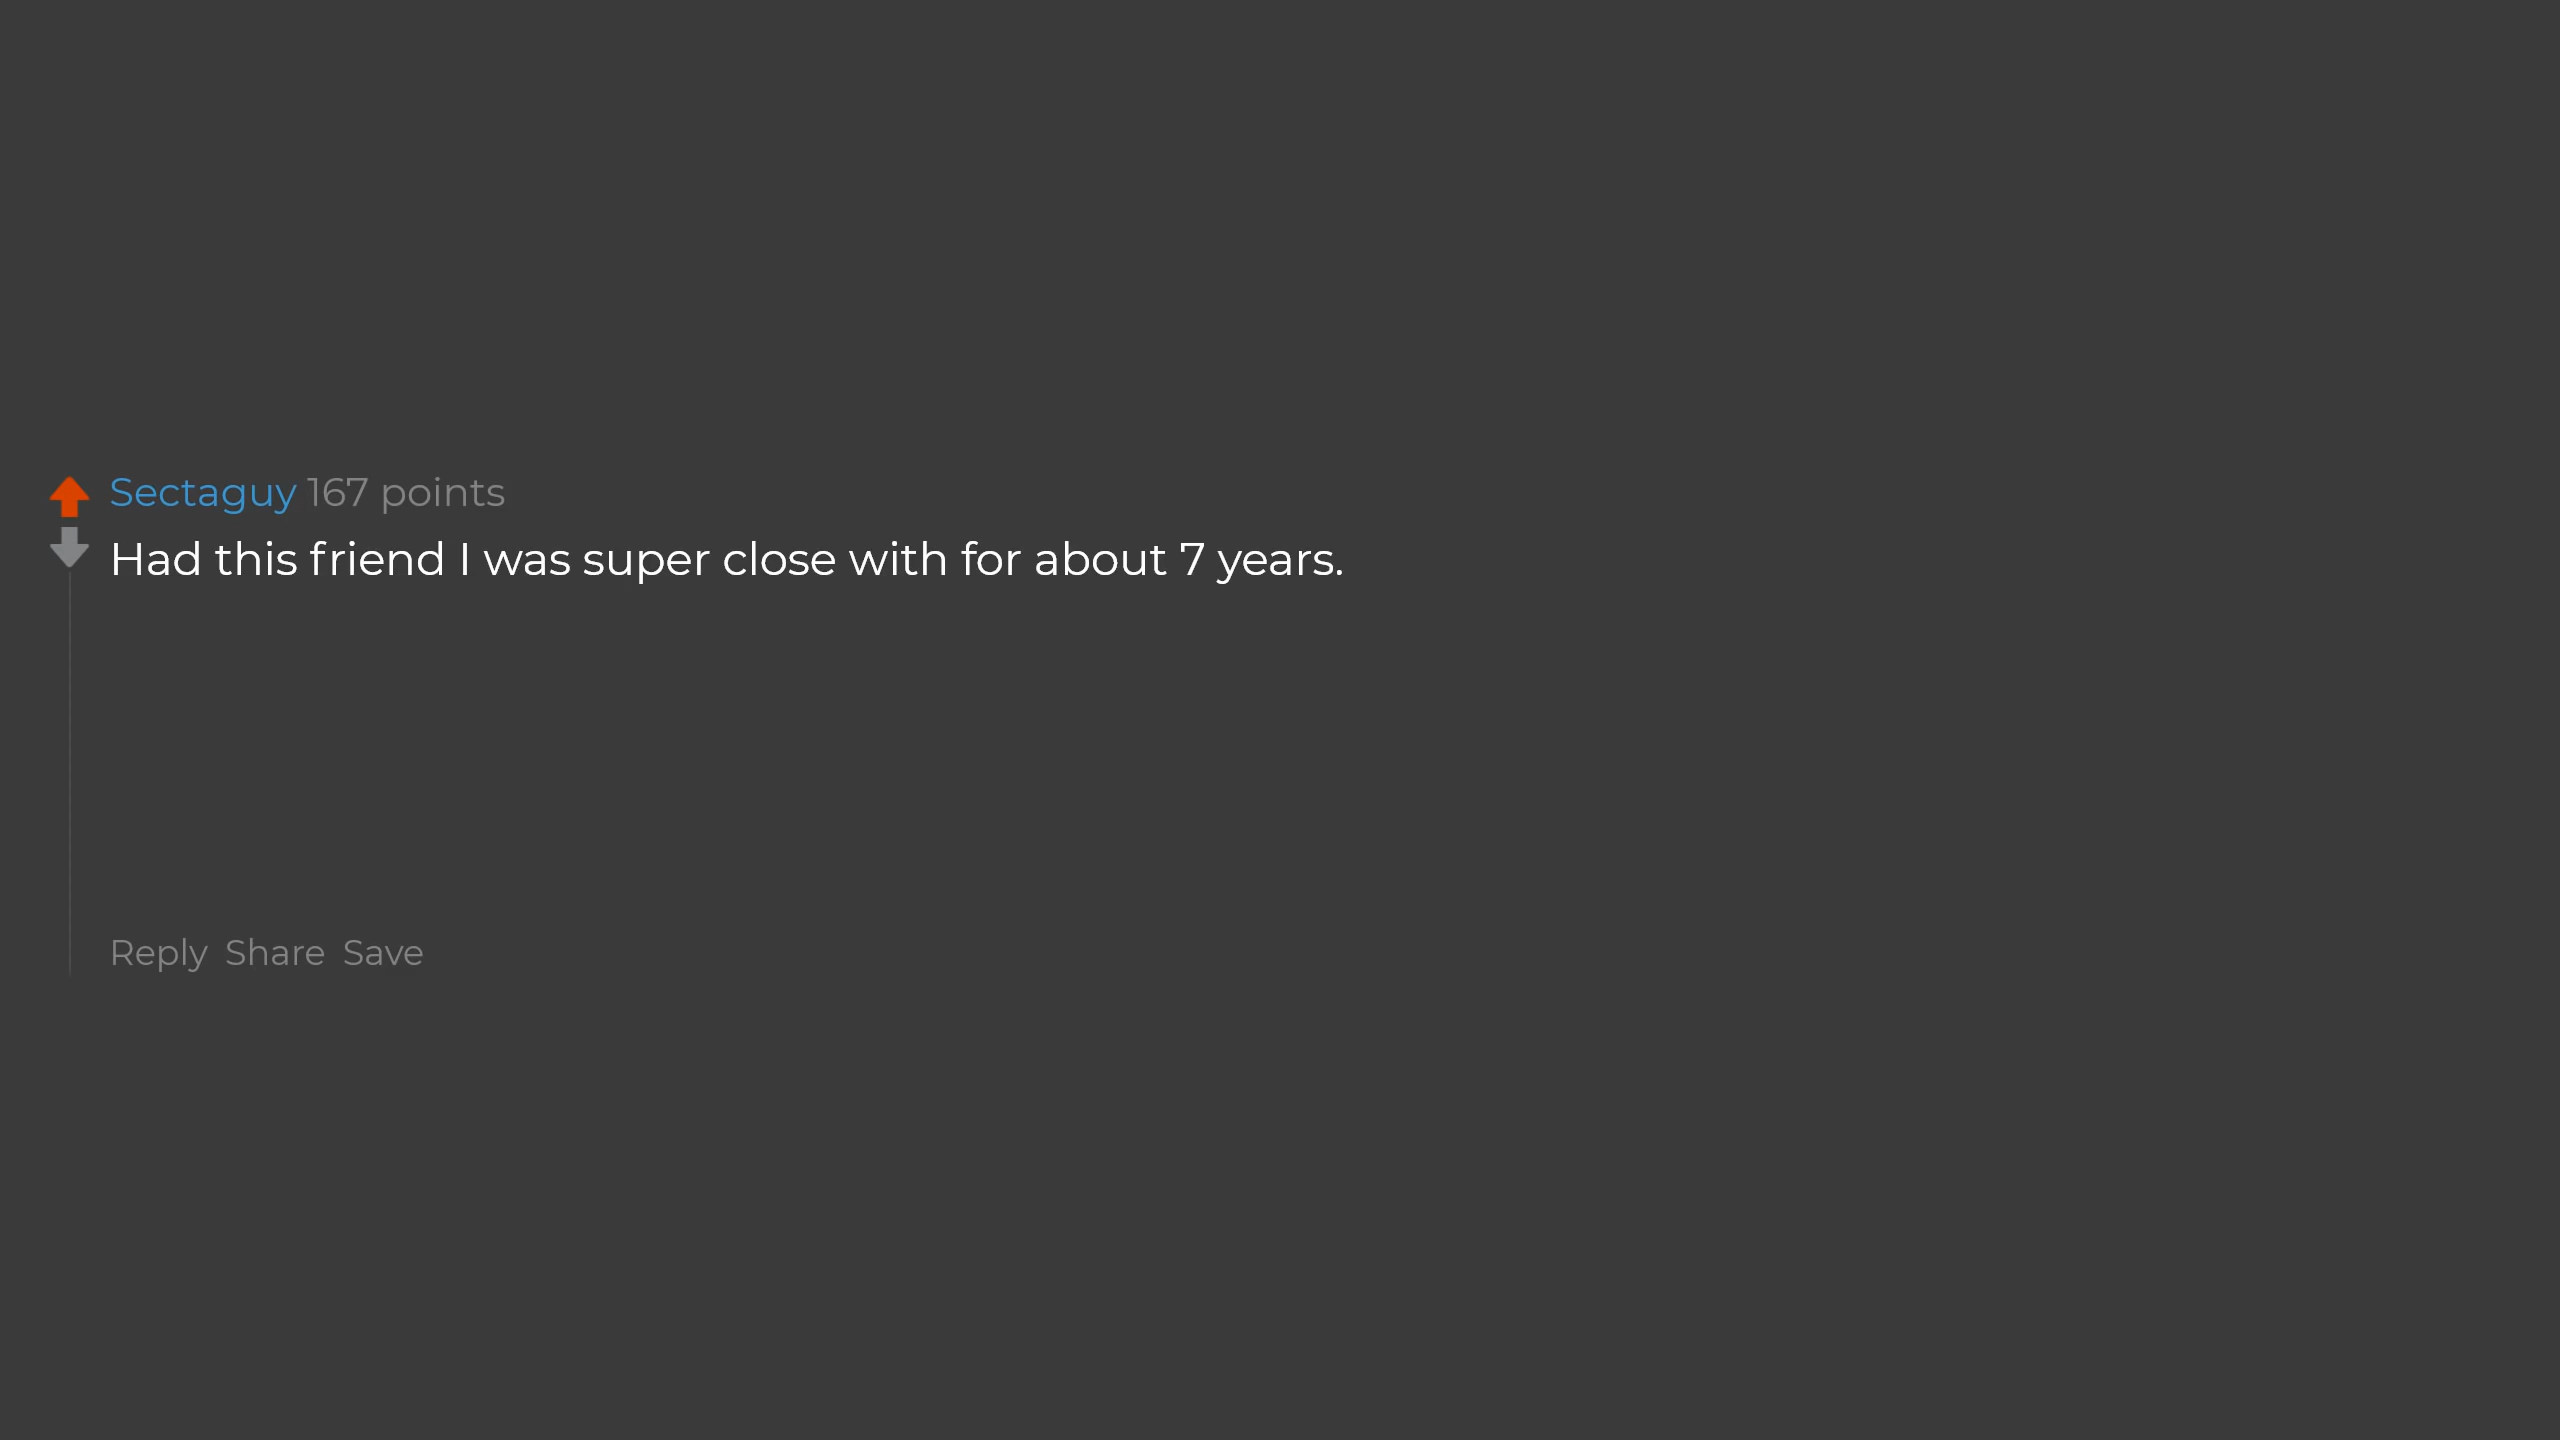 Sectaguy 167 points
Had this friend I was super close with for about 7 years.
Reply Share Save